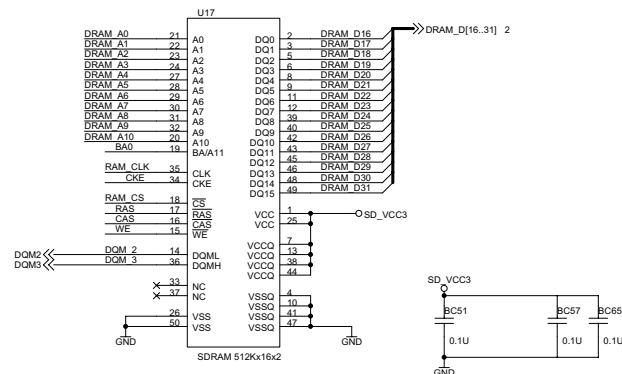 U17
DRAM_A0 21 A0 DQ0 2 DRAM_D16
DRAM_A1 22 A1 DQ1 3 DRAM_D17
DRAM_A2 23 A2 DQ2 5 DRAM_D18
DRAM_A3 24 A3 DQ3 6 DRAM_D19
DRAM_A4 27 A4 DQ4 8 DRAM_D20
DRAM_A5 28 A5 DQ5 9 DRAM_D21
DRAM_A6 29 A6 DQ6 11 DRAM_D22
DRAM_A7 30 A7 DQ7 12 DRAM_D23
DRAM_A8 31 A8 DQ8 39 DRAM_D24
DRAM_A9 32 A9 DQ9 40 DRAM_D25
DRAM_A10 20 A10 DQ10 42 DRAM_D26
BA0 19 BA/A11 DQ11 43 DRAM_D27
DQ12 45 DRAM_D28
RAM_CLK 35 CLK DQ13 46 DRAM_D29
CKE 34 CKE DQ14 48 DRAM_D30
DQ15 49 DRAM_D31
DRAM_D[16..31] 2
RAM_CS 18 CS
RAS 17 RAS
CAS 16 CAS
WE 15 WE
VCC 1 SD_VCC3
VCC 25
VCCQ 7
VCCQ 13
VCCQ 38
VCCQ 44
DQM2 DQM_2 14 DQML
DQM3 DQM_3 36 DQMH
33 NC
37 NC
VSSQ 4
VSSQ 10
VSSQ 41
VSSQ 47
26 VSS
50 VSS
GND
GND
SDRAM 512Kx16x2
SD_VCC3
BC51 BC57 BC65
0.1U 0.1U 0.1U
GND